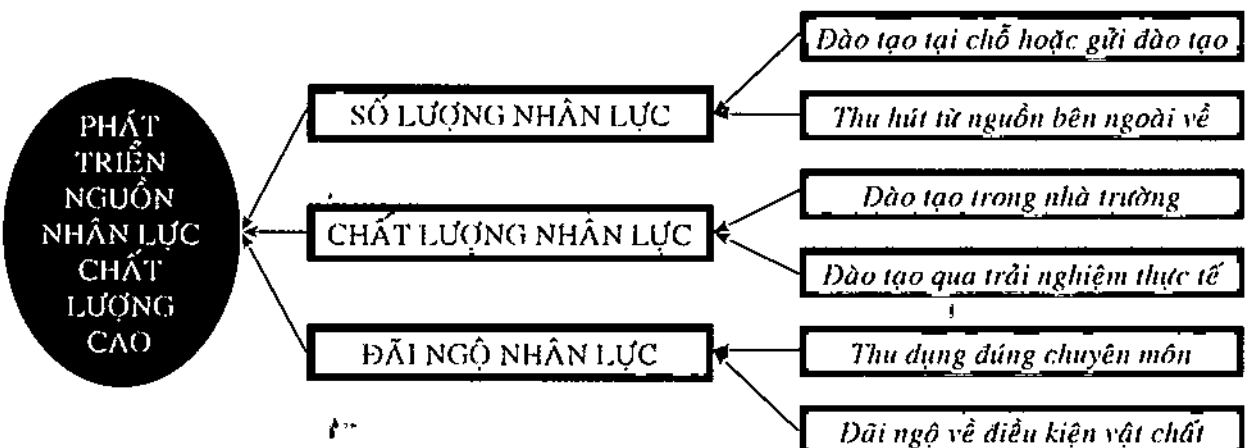 PHÁT
TRIỂN
NGUỒN
NHÂN LỰC
CHẤT
LƯỢNG
CAO
SỐ LƯỢNG NHÂN LỰC
Đào tạo tại chỗ hoặc gửi đào tạo
Thu hút từ nguồn bên ngoài về
CHẤT LƯỢNG NHÂN LỰC
Đào tạo trong nhà trường
Đào tạo qua trải nghiệm thực tế
ĐÃI NGỘ NHÂN LỰC
Thu dụng đúng chuyên môn
Đãi ngộ về điều kiện vật chất